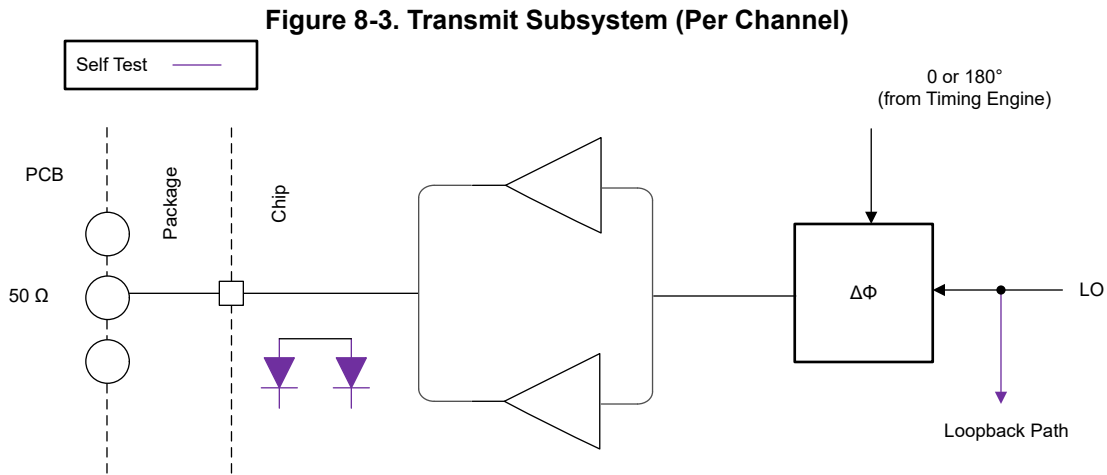 Figure 8-3. Transmit Subsystem (Per Channel)
Self Test
0 or 180°
(from Timing Engine)
PCB
Package
Chip
50 Ω
ΔΦ
LO
Loopback Path